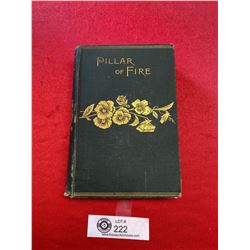 PILLAR
OF FIRE
LOT #
222